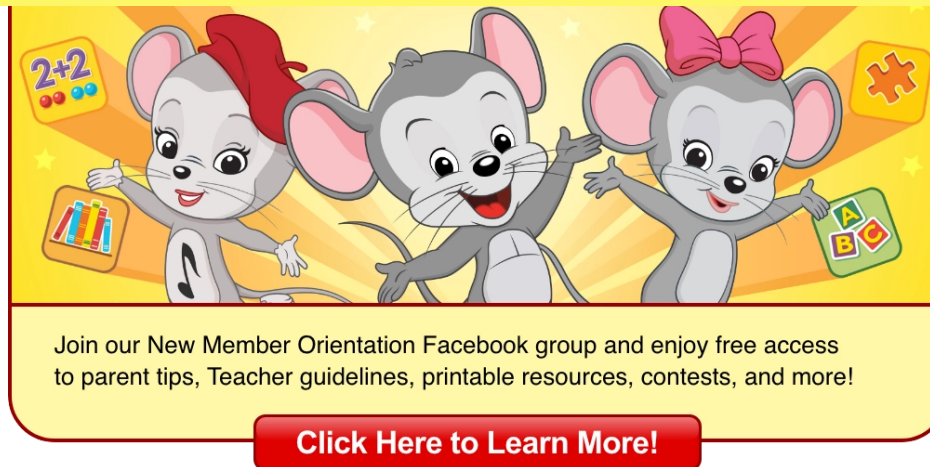 2+2
A
B C
Join our New Member Orientation Facebook group and enjoy free access
to parent tips, Teacher guidelines, printable resources, contests, and more!
Click Here to Learn More!